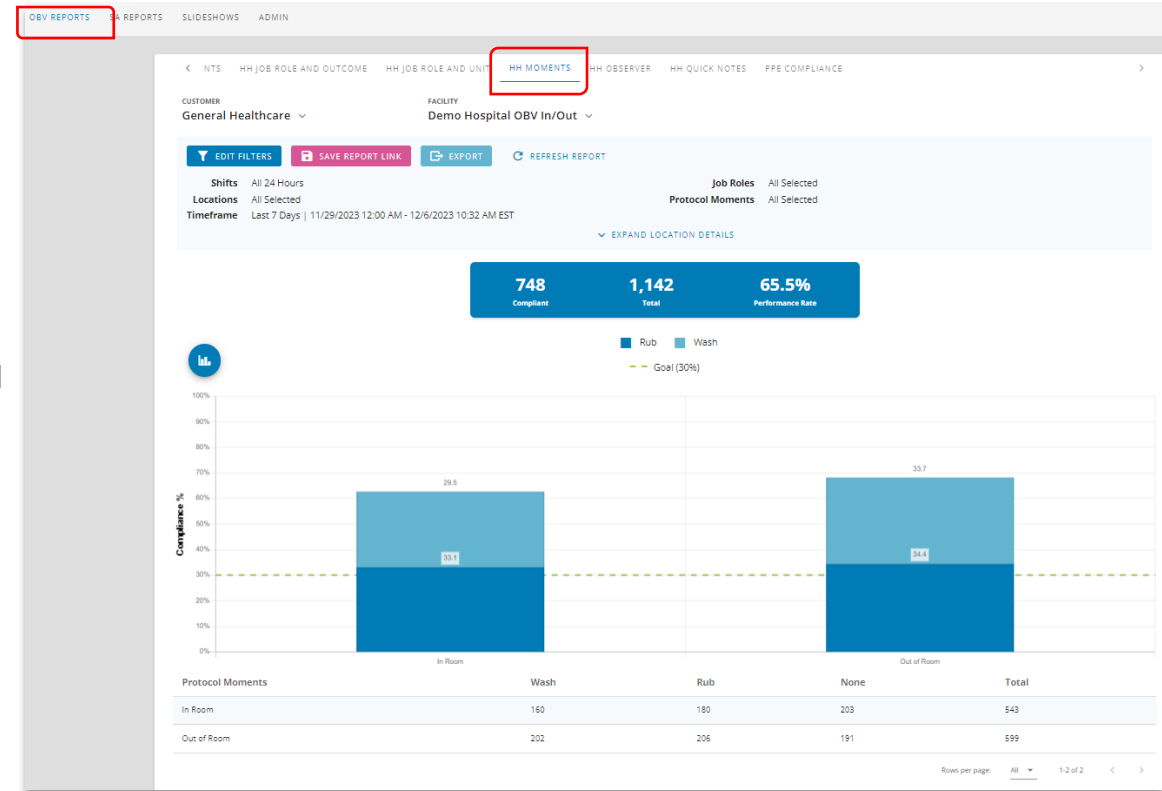 OBV REPORTS SA REPORTS SLIDESHOWS ADMIN
NTS HH JOB ROLE AND OUTCOME HH JOB ROLE AND UNIT HH MOMENTS HH OBSERVER HH QUICK NOTES PPE COMPLIANCE
CUSTOMER FACILITY
General Healthcare Demo Hospital OBV In/Out
EDIT FILTERS SAVE REPORT LINK EXPORT REFRESH REPORT
Shifts All 24 Hours Job Roles All Selected
Locations All Selected Protocol Moments All Selected
Timeframe Last 7 Days | 11/29/2023 12:00 AM - 12/6/2023 10:32 AM EST
EXPAND LOCATION DETAILS
748 1,142 65.5%
Compliant Total Performance Rate
Rub Wash
Goal (30%)
100%
90%
80%
70%
60%
50%
40%
30%
20%
10%
0%
Compliance %
29.5 33.7
33.1 34.4
In Room Out of Room
Protocol Moments Wash Rub None Total
In Room 160 180 203 543
Out of Room 202 206 191 599
Rows per page: All 1-2 of 2